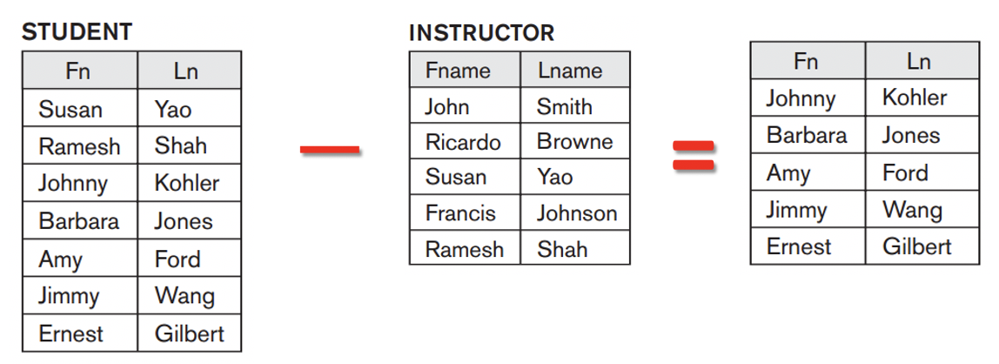 STUDENT
Fn Ln
Susan Yao
Ramesh Shah
Johnny Kohler
Barbara Jones
Amy Ford
Jimmy Wang
Ernest Gilbert
INSTRUCTOR
Fname Lname
John Smith
Ricardo Browne
Susan Yao
Francis Johnson
Ramesh Shah
Fn Ln
Johnny Kohler
Barbara Jones
Amy Ford
Jimmy Wang
Ernest Gilbert